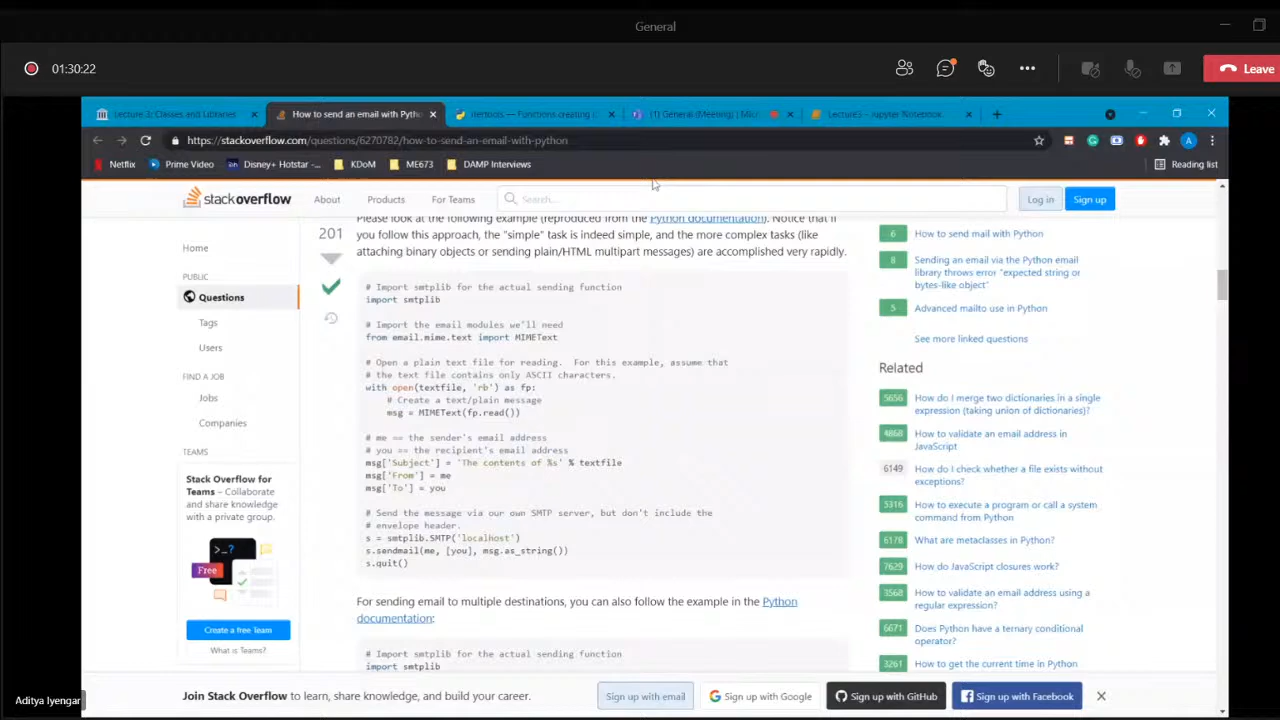 General
01:30:22
Leave
Lecture 3: Classes and Libraries
How to send an email with Pytho
itertools — Functions creating i
(1) General (Meeting) | Micr
Lecture3 - Jupyter Notebook
https://stackoverflow.com/questions/6270782/how-to-send-an-email-with-python
Netflix
Prime Video
Disney+ Hotstar -...
KDoM
ME673
DAMP Interviews
Reading list
stackoverflow
About
Products
For Teams
Search...
Log in
Sign up
Home
PUBLIC
Questions
Tags
Users
FIND A JOB
Jobs
Companies
TEAMS
Stack Overflow for
Teams – Collaborate
and share knowledge
with a private group.
>_?
Free
Create a free Team
What is Teams?
201
Please look at the following example (reproduced from the Python documentation). Notice that if
you follow this approach, the "simple" task is indeed simple, and the more complex tasks (like
attaching binary objects or sending plain/HTML multipart messages) are accomplished very rapidly.
# Import smtplib for the actual sending function
import smtplib
# Import the email modules we'll need
from email.mime.text import MIMEText
# Open a plain text file for reading.  For this example, assume that
# the text file contains only ASCII characters.
with open(textfile, 'rb') as fp:
    # Create a text/plain message
    msg = MIMEText(fp.read())
# me == the sender's email address
# you == the recipient's email address
msg['Subject'] = 'The contents of %s' % textfile
msg['From'] = me
msg['To'] = you
# Send the message via our own SMTP server, but don't include the
# envelope header.
s = smtplib.SMTP('localhost')
s.sendmail(me, [you], msg.as_string())
s.quit()
For sending email to multiple destinations, you can also follow the example in the Python
documentation:
# Import smtplib for the actual sending function
import smtplib
6 How to send mail with Python
8 Sending an email via the Python email
library throws error "expected string or
bytes-like object"
5 Advanced mailto use in Python
See more linked questions
Related
5656 How do I merge two dictionaries in a single
expression (taking union of dictionaries)?
4868 How to validate an email address in
JavaScript
6149 How do I check whether a file exists without
exceptions?
5316 How to execute a program or call a system
command from Python
6178 What are metaclasses in Python?
7629 How do JavaScript closures work?
3568 How to validate an email address using a
regular expression?
6671 Does Python have a ternary conditional
operator?
3261 How to get the current time in Python
Join Stack Overflow to learn, share knowledge, and build your career.
Sign up with email
Sign up with Google
Sign up with GitHub
Sign up with Facebook
Aditya Iyengar